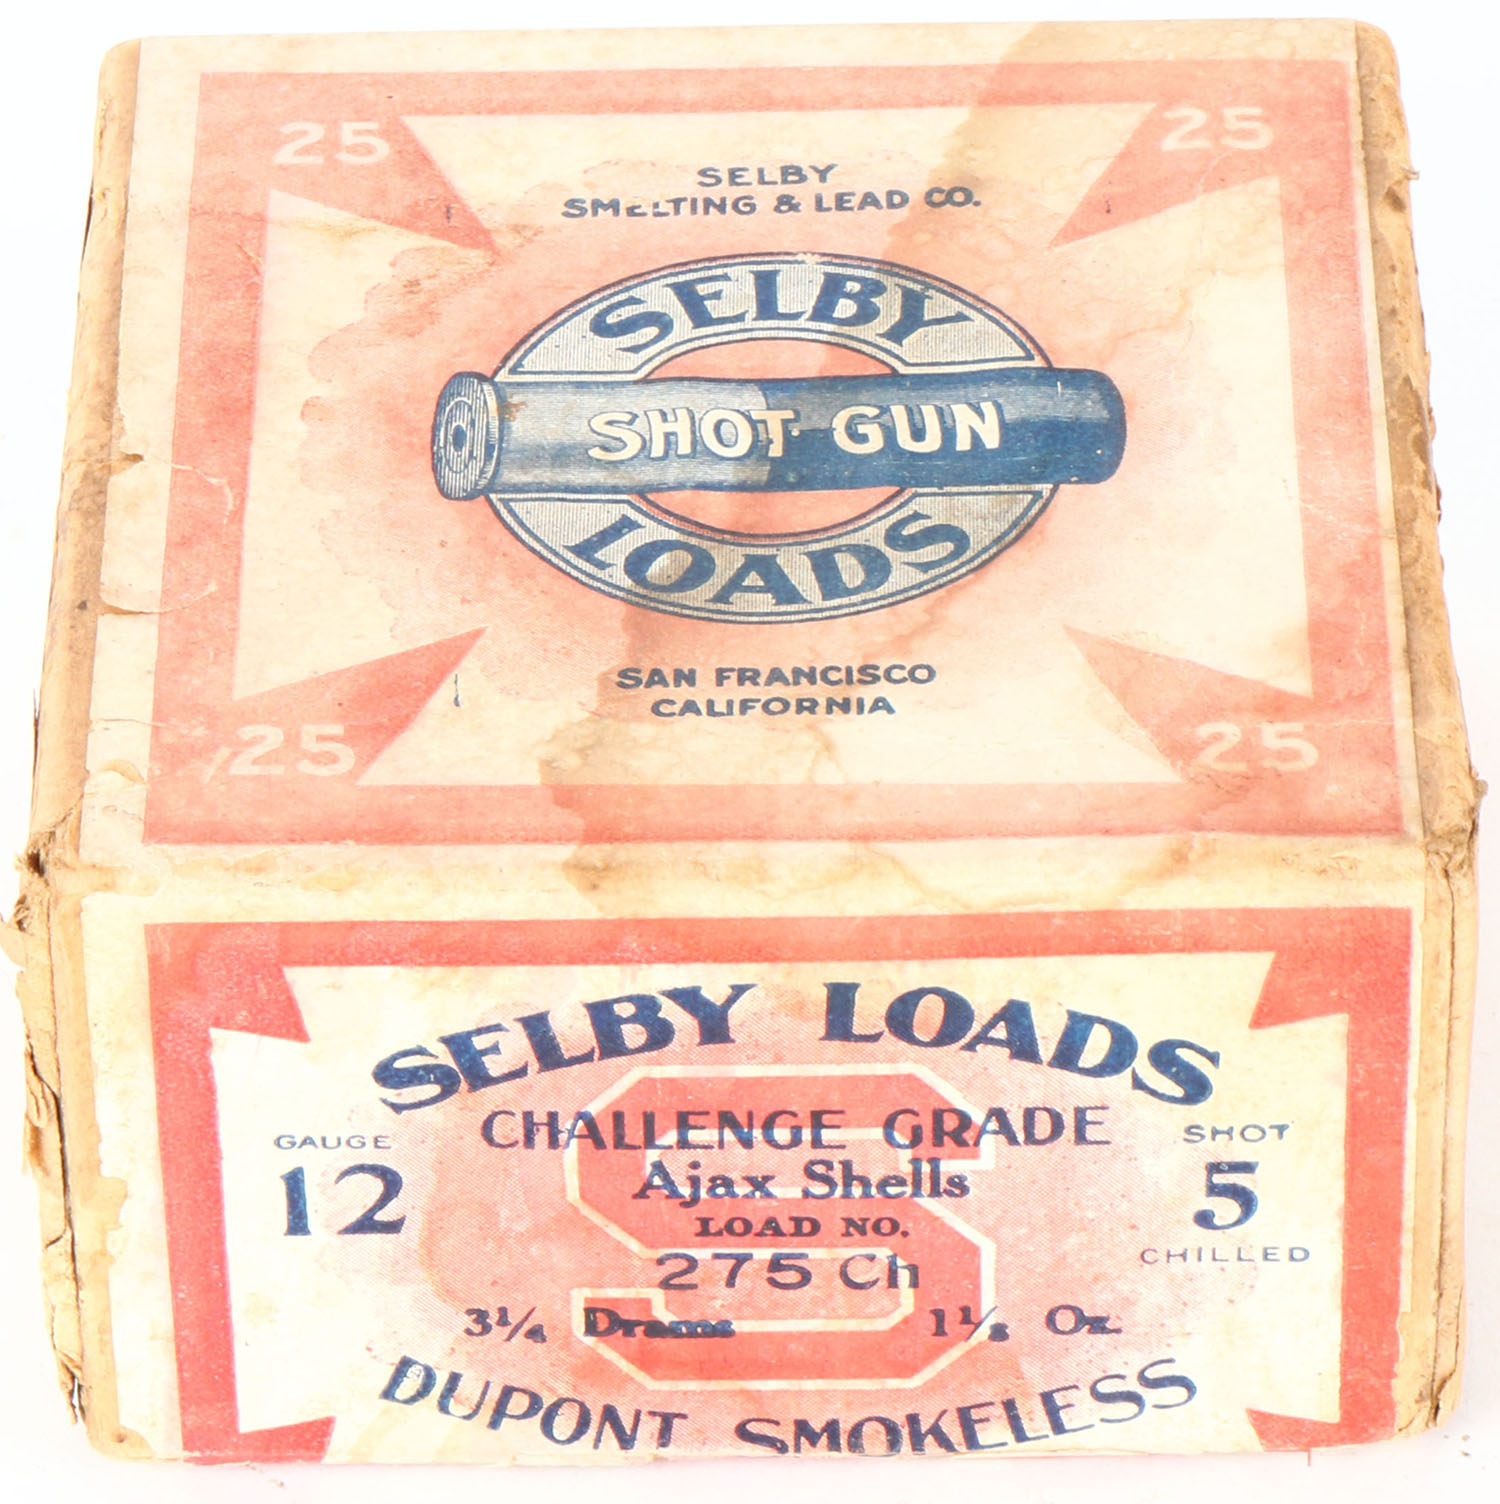 25 25
SELBY
SMELTING & LEAD CO.
SELBY
SHOT GUN
LOADS
SAN FRANCISCO
CALIFORNIA
25 25
SELBY LOADS
CHALLENGE GRADE
GAUGE
12
Ajax Shells
LOAD NO.
275 Ch
SHOT
5
CHILLED
3¼ Drams 1⅛ Oz.
DUPONT SMOKELESS
S